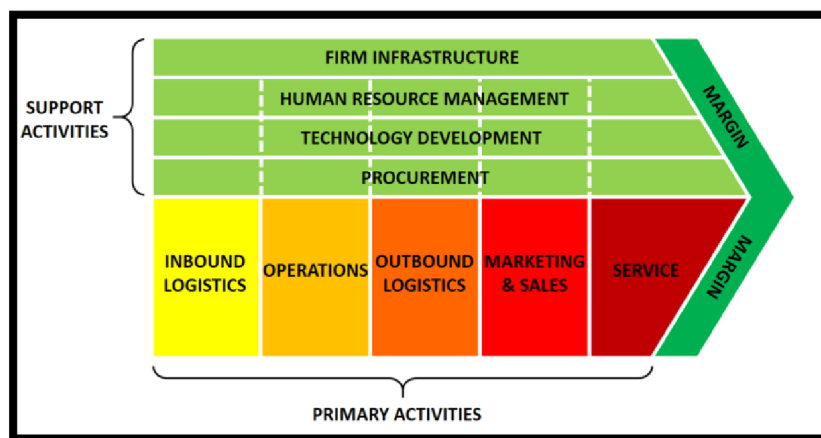 FIRM INFRASTRUCTURE
HUMAN RESOURCE MANAGEMENT
TECHNOLOGY DEVELOPMENT
PROCUREMENT
SUPPORT
ACTIVITIES
MARGIN
MARGIN
INBOUND
LOGISTICS
OPERATIONS
OUTBOUND
LOGISTICS
MARKETING
& SALES
SERVICE
PRIMARY ACTIVITIES